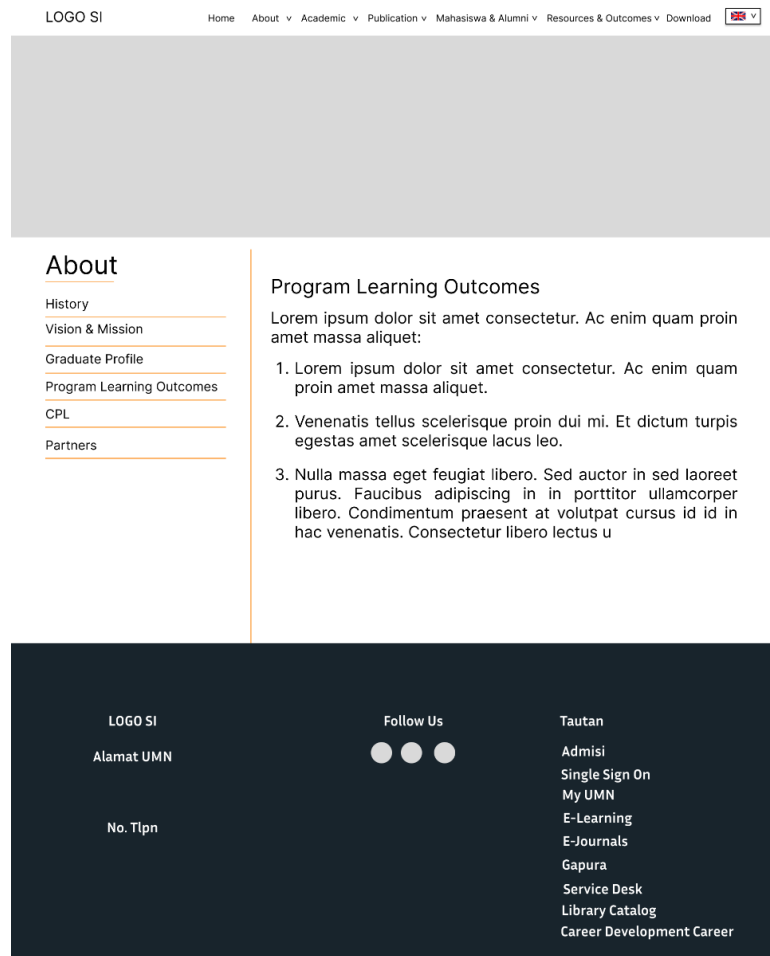 LOGO SI
Home About v Academic v Publication v Mahasiswa & Alumni v Resources & Outcomes v Download v
About
History
Vision & Mission
Graduate Profile
Program Learning Outcomes
CPL
Partners
Program Learning Outcomes
Lorem ipsum dolor sit amet consectetur. Ac enim quam proin
amet massa aliquet:
1. Lorem ipsum dolor sit amet consectetur. Ac enim quam
proin amet massa aliquet.
2. Venenatis tellus scelerisque proin dui mi. Et dictum turpis
egestas amet scelerisque lacus leo.
3. Nulla massa eget feugiat libero. Sed auctor in sed laoreet
purus. Faucibus adipiscing in in porttitor ullamcorper
libero. Condimentum praesent at volutpat cursus id id in
hac venenatis. Consectetur libero lectus u
LOGO SI
Alamat UMN
No. Tlpn
Follow Us
Tautan
Admisi
Single Sign On
My UMN
E-Learning
E-Journals
Gapura
Service Desk
Library Catalog
Career Development Career